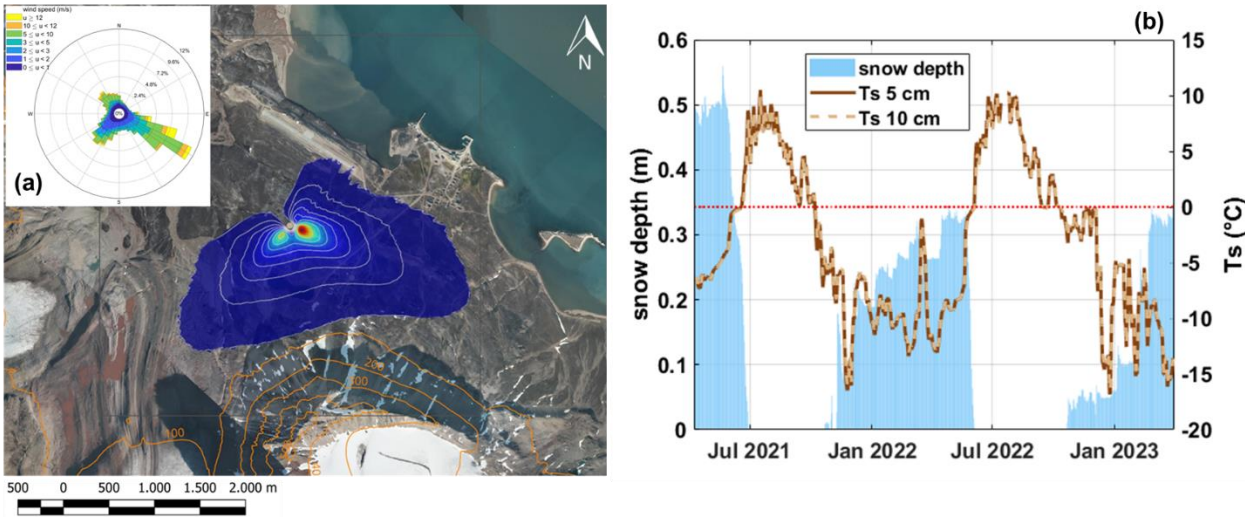 (a)
wind speed (m/s)
u ≥ 12
10 ≤ u < 12
5 ≤ u < 10
3 ≤ u < 5
2 ≤ u < 3
1 ≤ u < 2
0 ≤ u < 1
N
12%
9.6%
7.2%
4.8%
2.4%
0%
W
E
S
N
200
300
100
500 0 500 1.000 1.500 2.000 m
(b)
snow depth
Ts 5 cm
Ts 10 cm
snow depth (m)
0.6
0.5
0.4
0.3
0.2
0.1
0
Ts (°C)
15
10
5
0
-5
-10
-15
-20
Jul 2021 Jan 2022 Jul 2022 Jan 2023